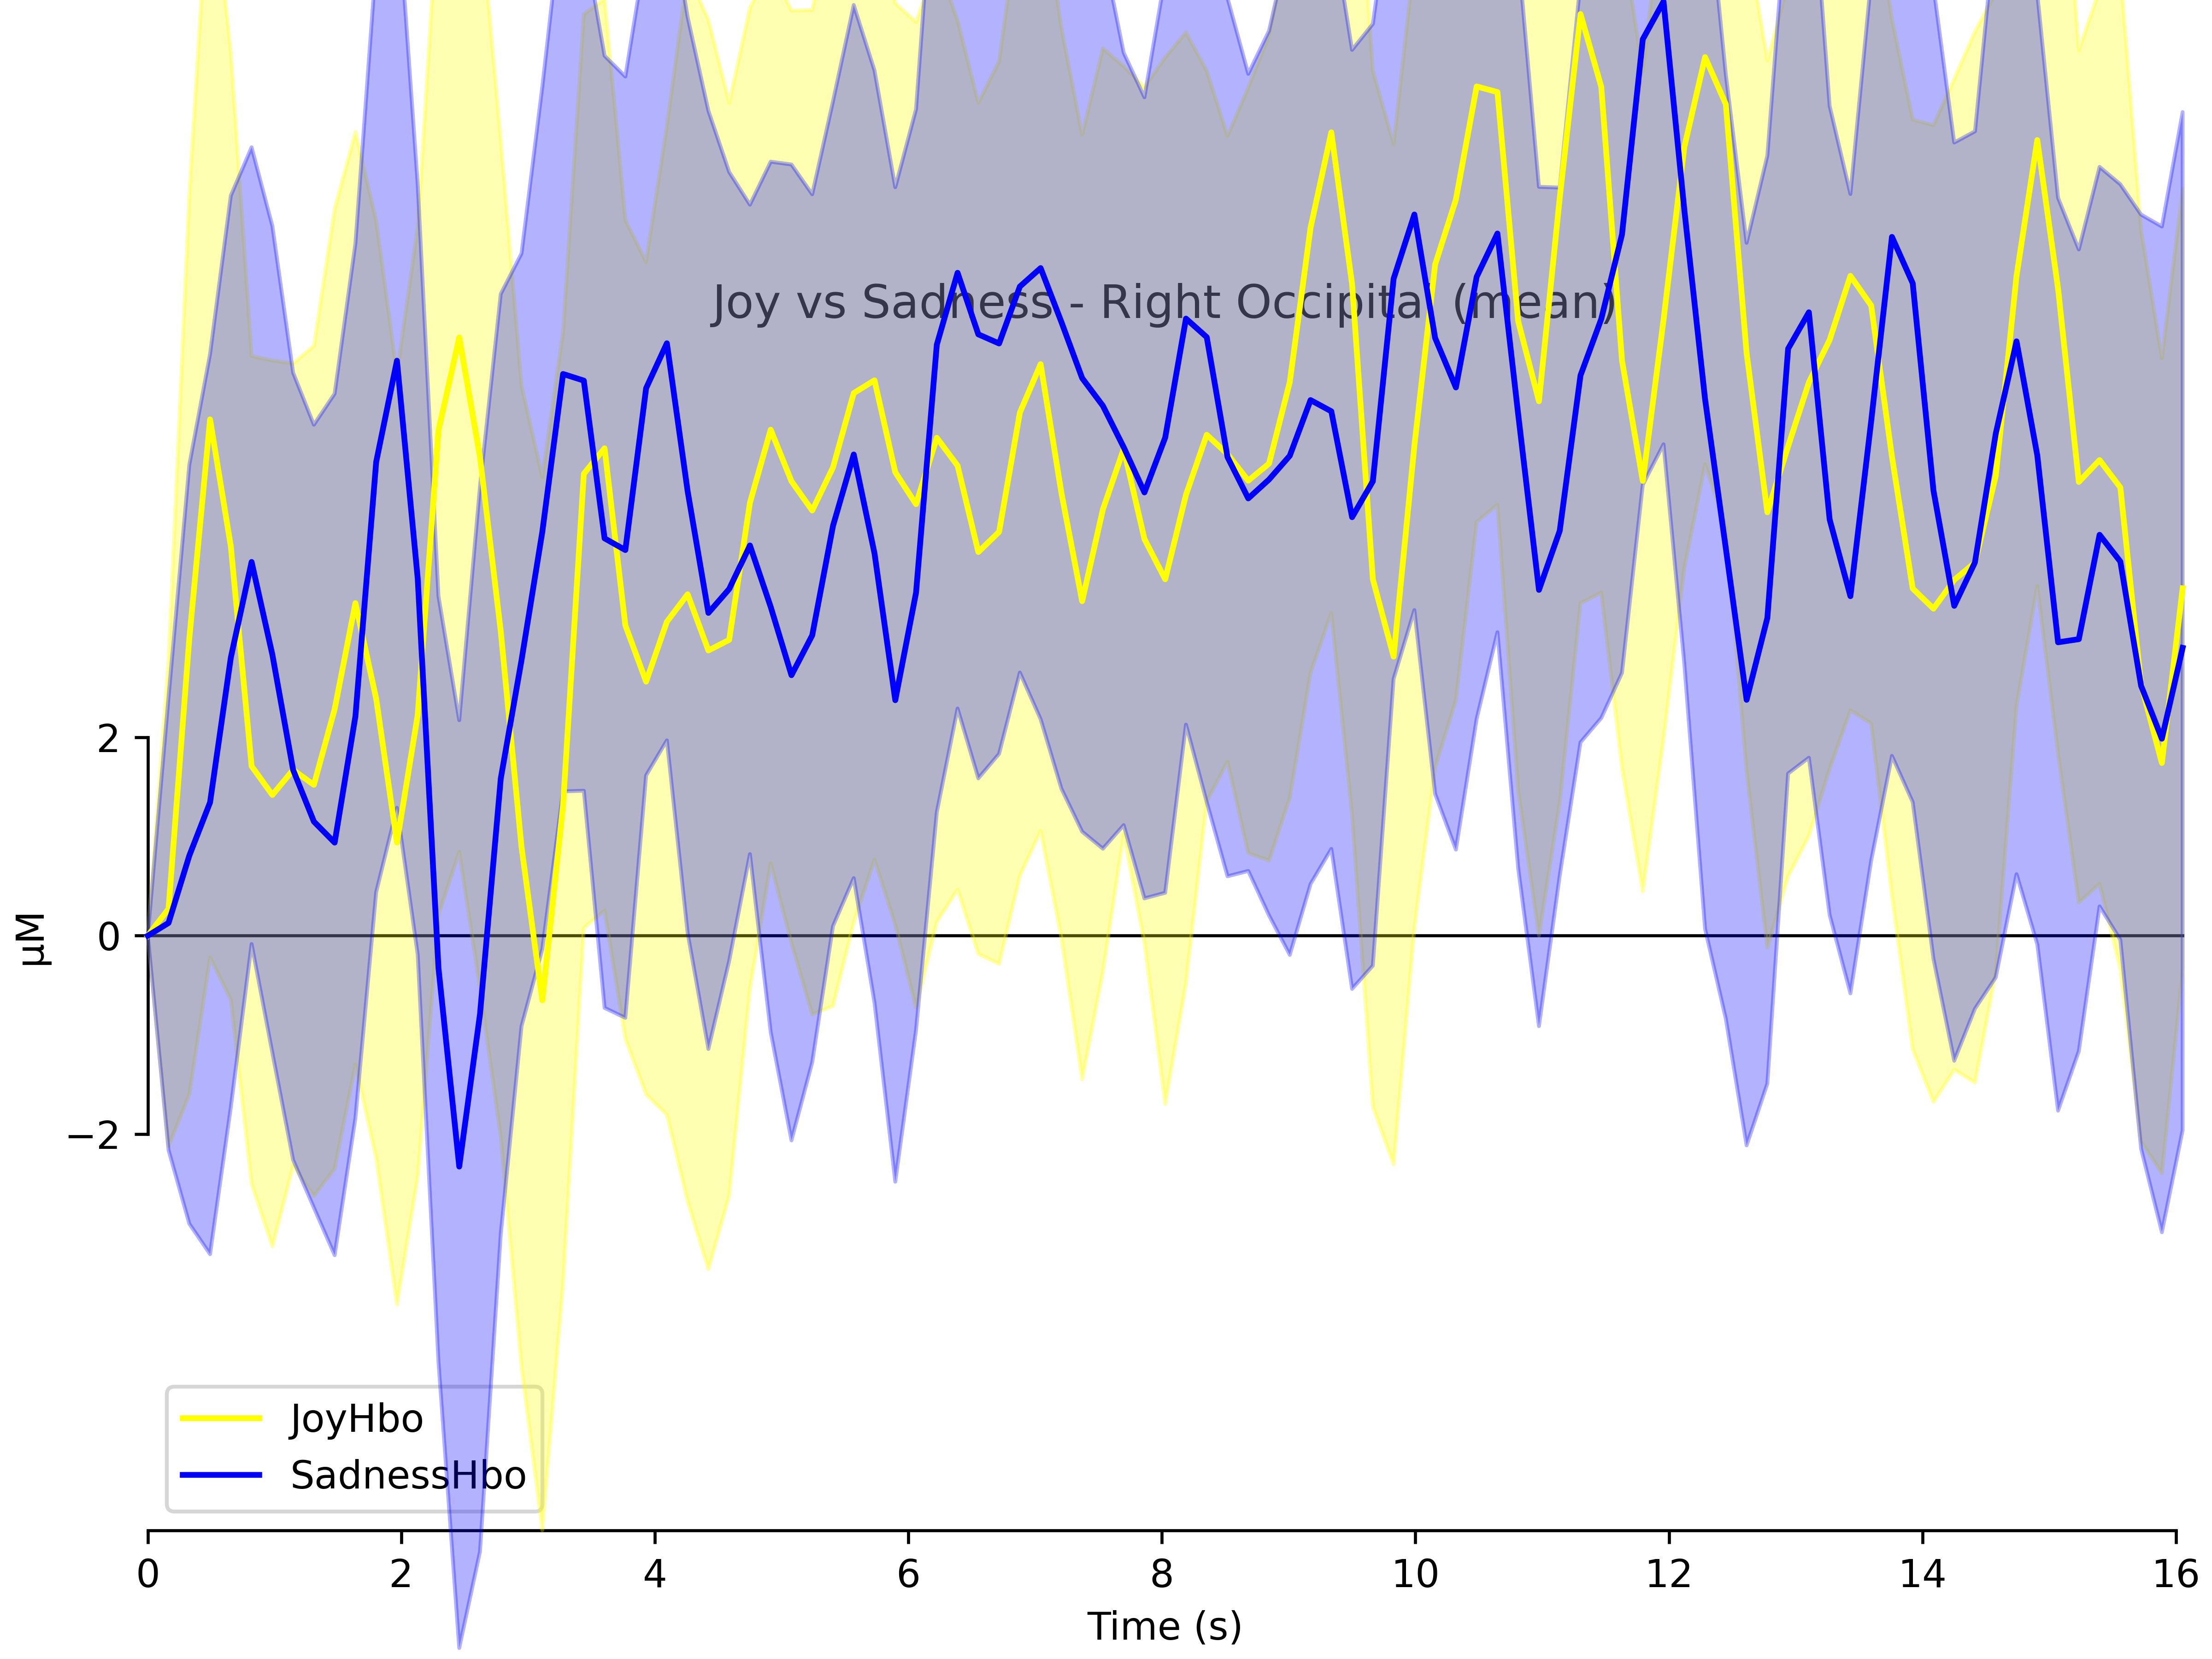 Joy vs Sadness - Right Occipital (mean)
2
0
−2
μM
JoyHbo
SadnessHbo
0 2 4 6 8 10 12 14 16
Time (s)